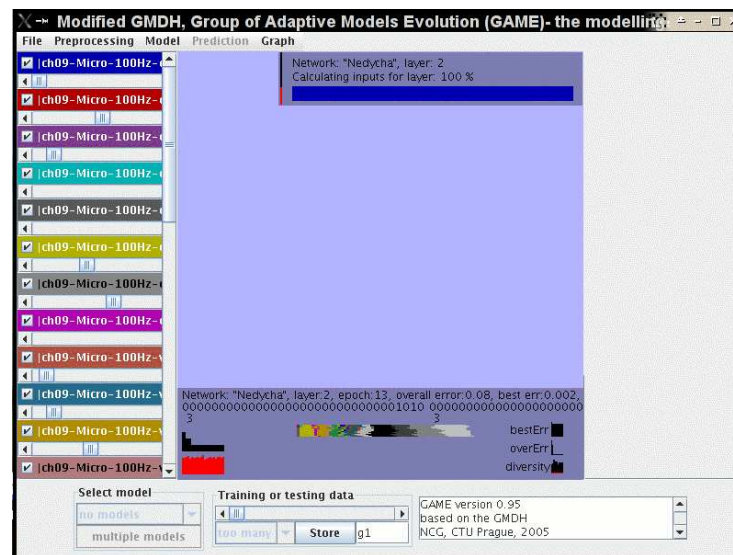 Modified GMDH, Group of Adaptive Models Evolution (GAME)- the modelling
File Preprocessing Model Prediction Graph
|ch09-Micro-100Hz-
|ch09-Micro-100Hz-
|ch09-Micro-100Hz-
|ch09-Micro-100Hz-
|ch09-Micro-100Hz-
|ch09-Micro-100Hz-
|ch09-Micro-100Hz-
|ch09-Micro-100Hz-
|ch09-Micro-100Hz-v
|ch09-Micro-100Hz-v
|ch09-Micro-100Hz-v
|ch09-Micro-100Hz-v
Network: "Nedycha", layer: 2
Calculating inputs for layer: 100 %
Network: "Nedycha", layer:2, epoch:13, overall error:0.08, best err:0.002,
3 3
bestErr
overErr
diversity
Select model
no models
multiple models
Training or testing data
too many Store g1
GAME version 0.95
based on the GMDH
NCG, CTU Prague, 2005